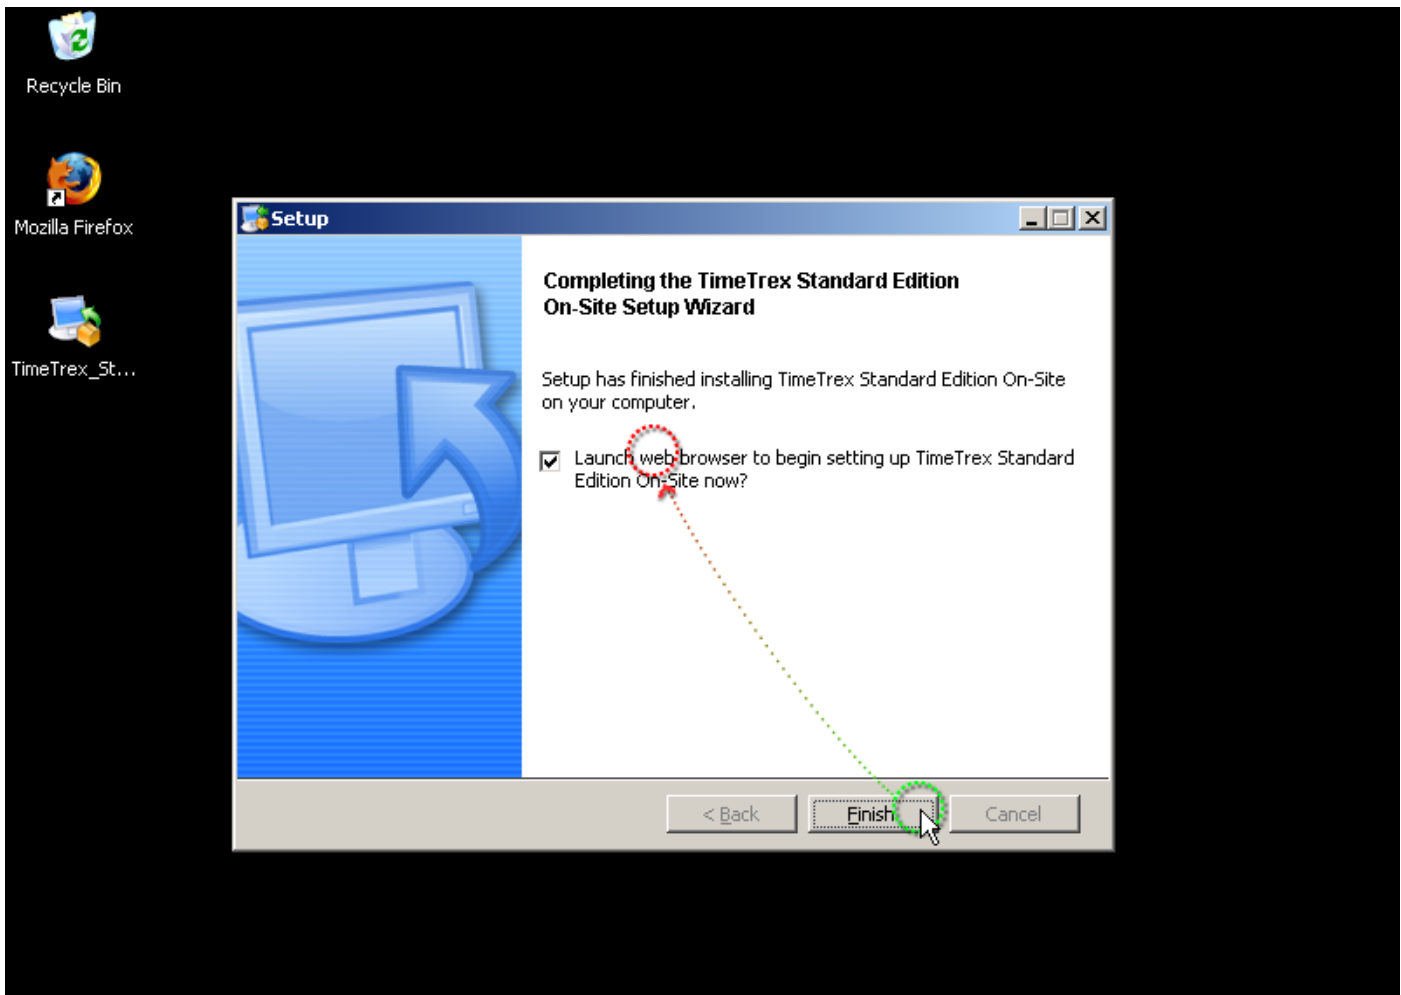 Recycle Bin
Mozilla Firefox
TimeTrex_St...
Setup
Completing the TimeTrex Standard Edition
On-Site Setup Wizard
Setup has finished installing TimeTrex Standard Edition On-Site
on your computer.
Launch web browser to begin setting up TimeTrex Standard
Edition On-Site now?
< Back
Finish
Cancel